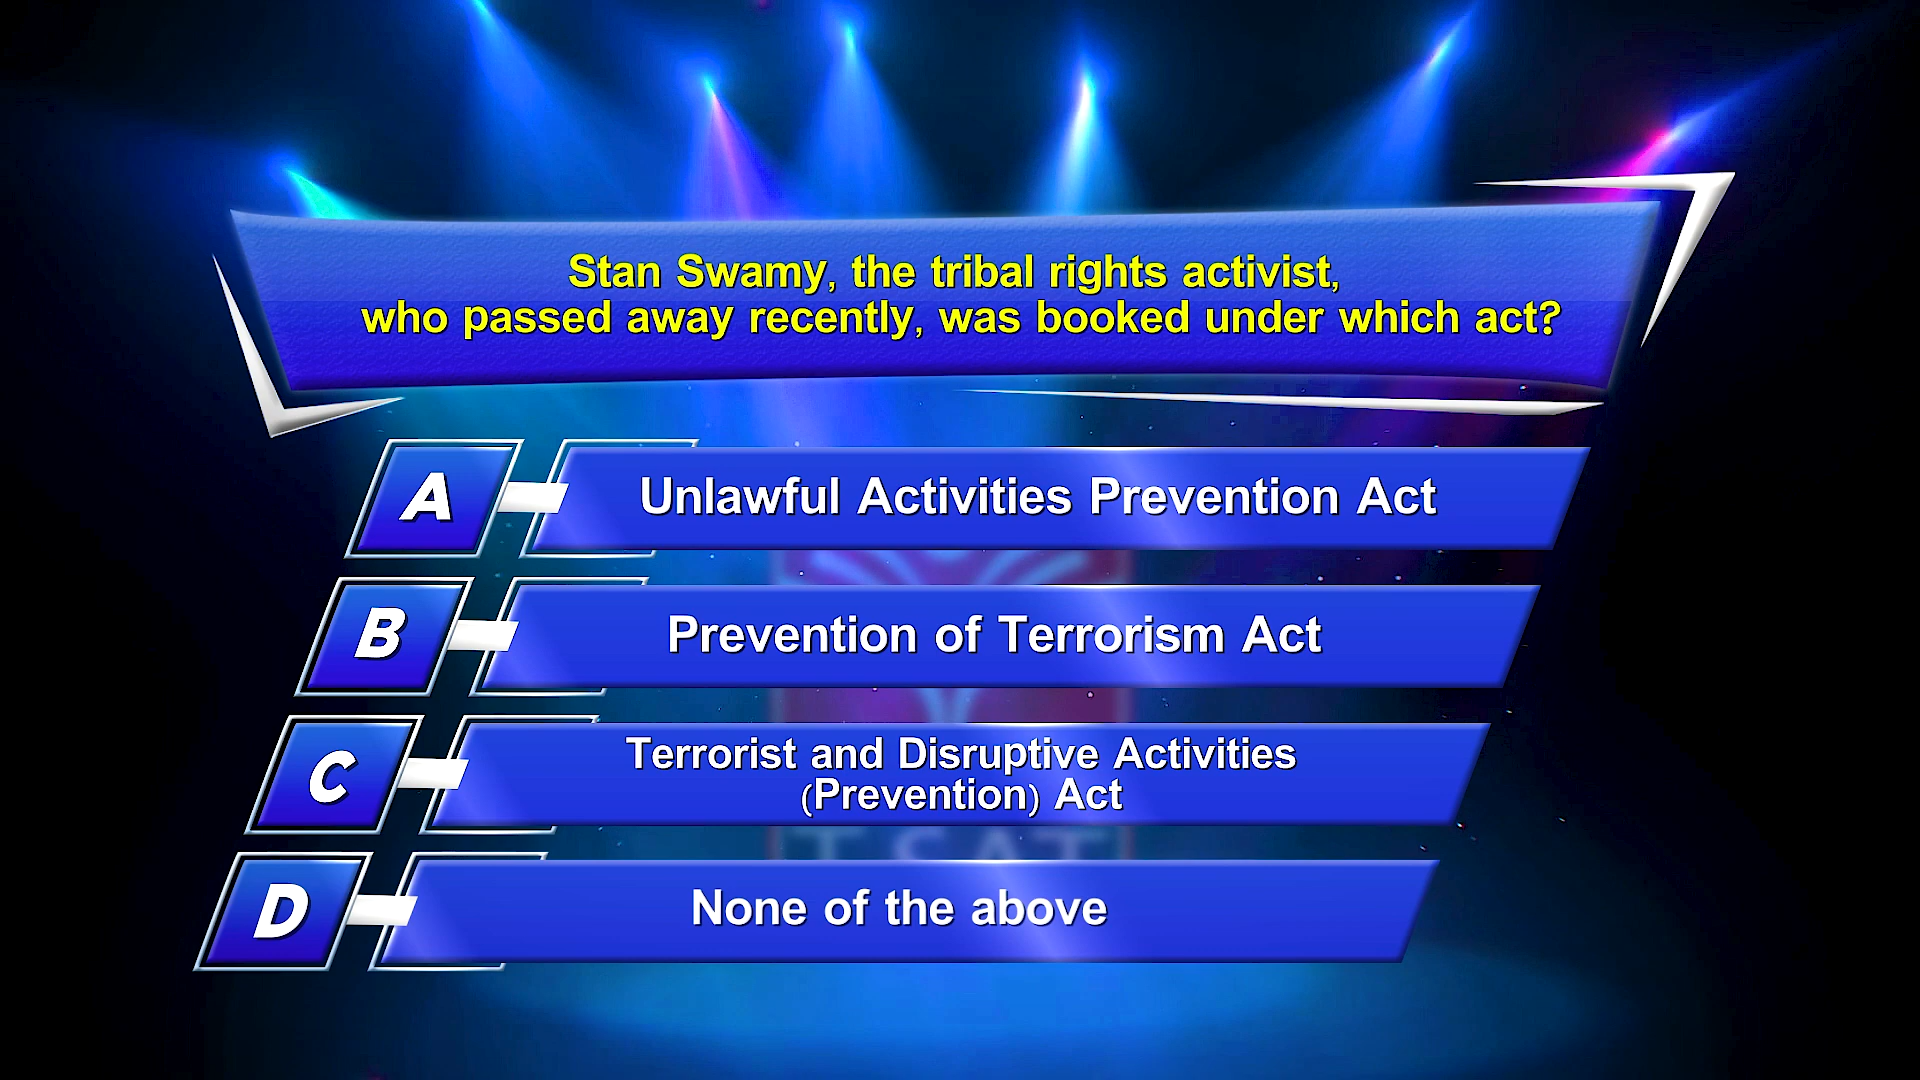 Stan Swamy, the tribal rights activist,
who passed away recently, was booked under which act?
A
Unlawful Activities Prevention Act
B
Prevention of Terrorism Act
C
Terrorist and Disruptive Activities
(Prevention) Act
TSAT
D
None of the above